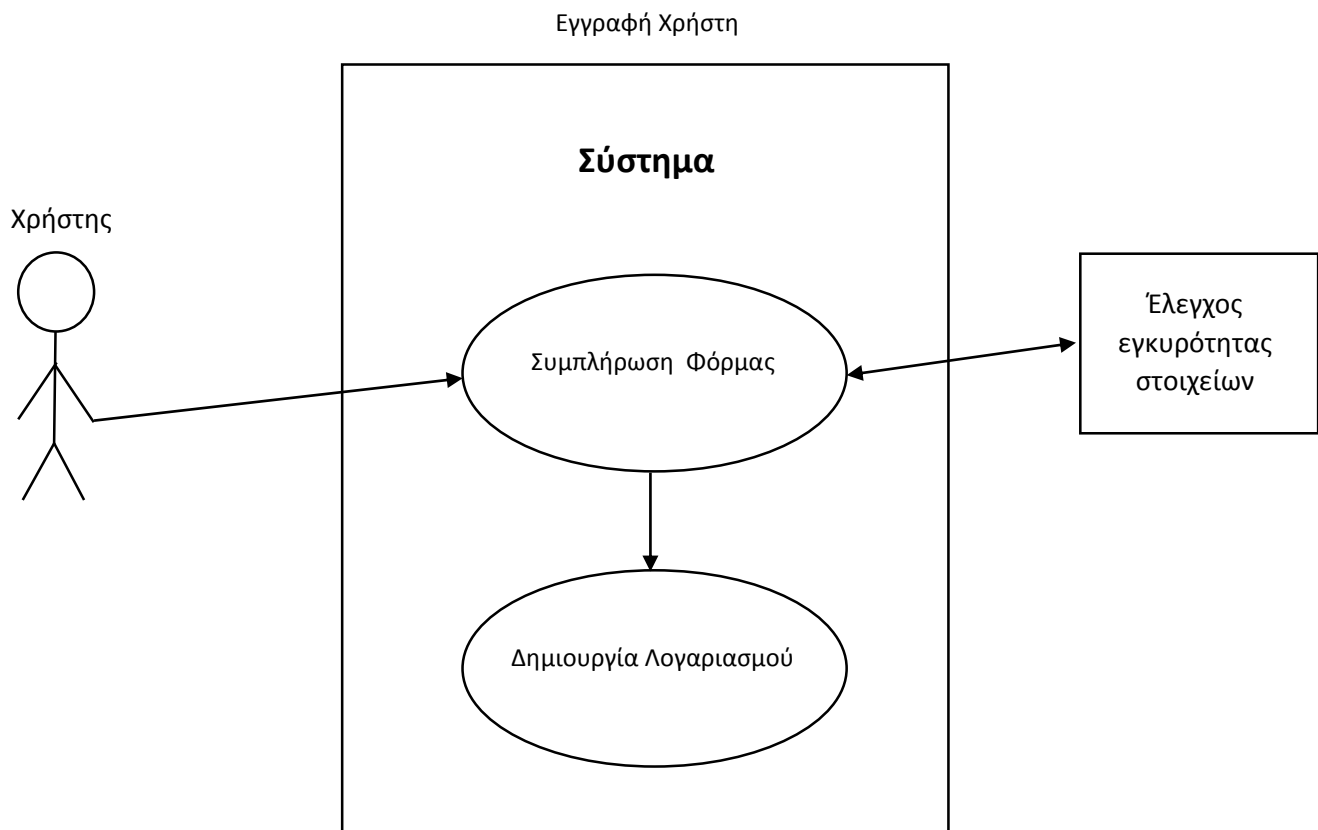 Εγγραφή Χρήστη
Σύστημα
Χρήστης
Συμπλήρωση Φόρμας
Έλεγχος
εγκυρότητας
στοιχείων
Δημιουργία Λογαριασμού